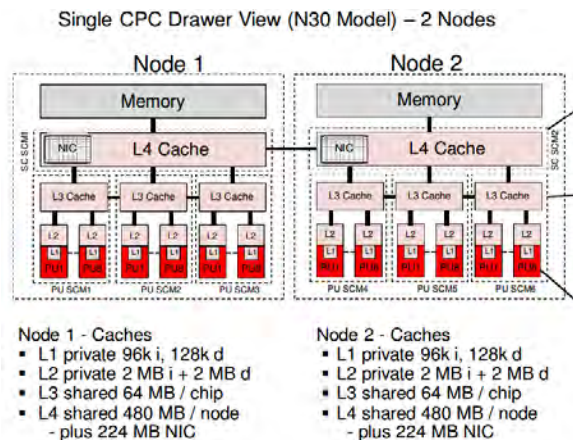 Single CPC Drawer View (N30 Model) – 2 Nodes
Node 1
Node 2
Memory
Memory
SC SCM1
NIC
L4 Cache
NIC
L4 Cache
SC SCM2
L3 Cache
L3 Cache
L3 Cache
L3 Cache
L3 Cache
L3 Cache
L2
L2
L2
L2
L2
L2
L2
L2
L2
L2
L2
L2
L1
L1
L1
L1
L1
L1
L1
L1
L1
L1
L1
L1
PU1
PU8
PU1
PU8
PU1
PU8
PU1
PU8
PU1
PU8
PU1
PU8
PU SCM1
PU SCM2
PU SCM3
PU SCM4
PU SCM5
PU SCM6
Node 1 - Caches
▪ L1 private 96k i, 128k d
▪ L2 private 2 MB i + 2 MB d
▪ L3 shared 64 MB / chip
▪ L4 shared 480 MB / node
- plus 224 MB NIC
Node 2 - Caches
▪ L1 private 96k i, 128k d
▪ L2 private 2 MB i + 2 MB d
▪ L3 shared 64 MB / chip
▪ L4 shared 480 MB / node
- plus 224 MB NIC